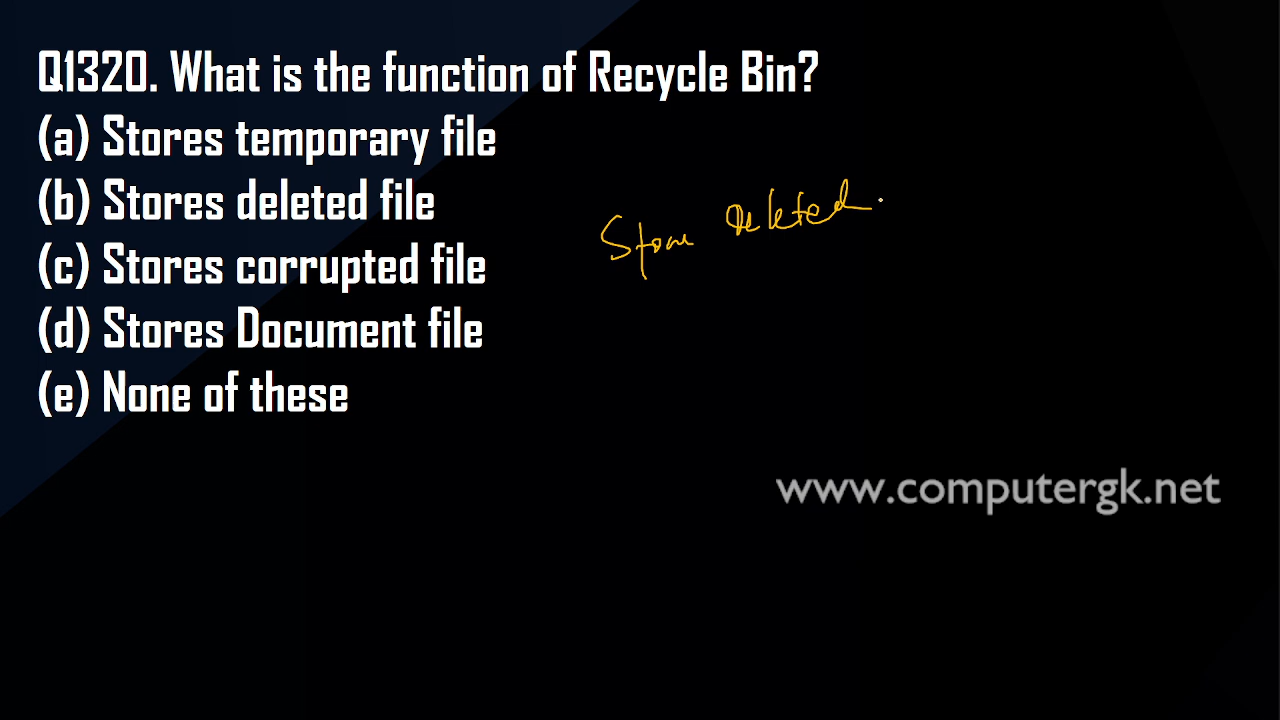 Q1320. What is the function of Recycle Bin?
(a) Stores temporary file
(b) Stores deleted file
(c) Stores corrupted file
(d) Stores Document file
(e) None of these
Store Deleted.
www.computergk.net